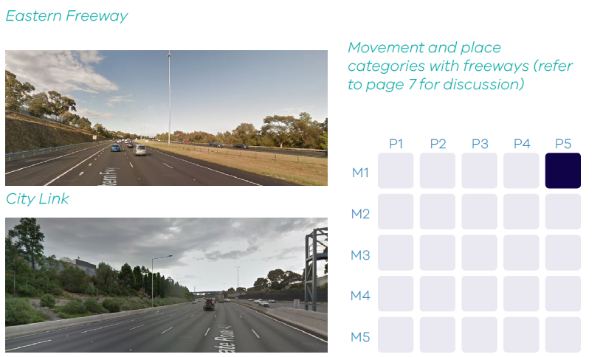 Eastern Freeway
Movement and place
categories with freeways (refer
to page 7 for discussion)
P1 P2 P3 P4 P5
M1
City Link
M2
M3
M4
M5